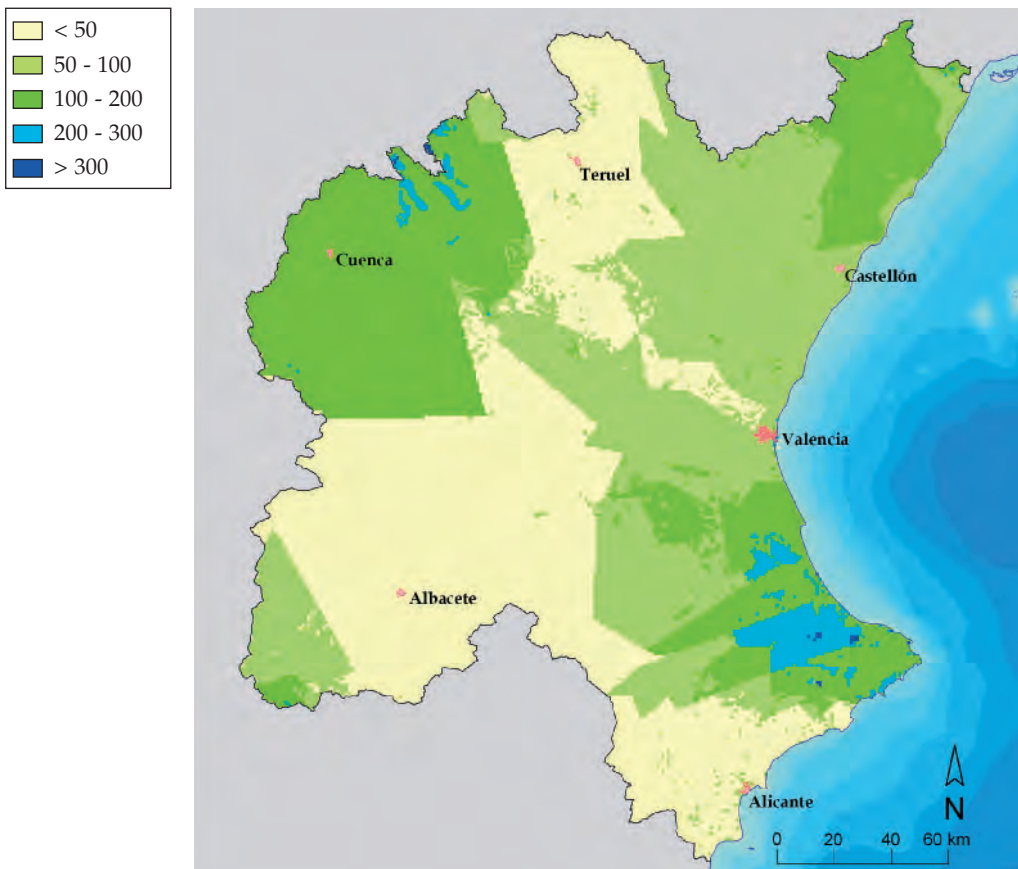 < 50
50 - 100
100 - 200
200 - 300
> 300
Teruel
Cuenca
Castellón
Valencia
Albacete
Alicante
N
0 20 40 60 km